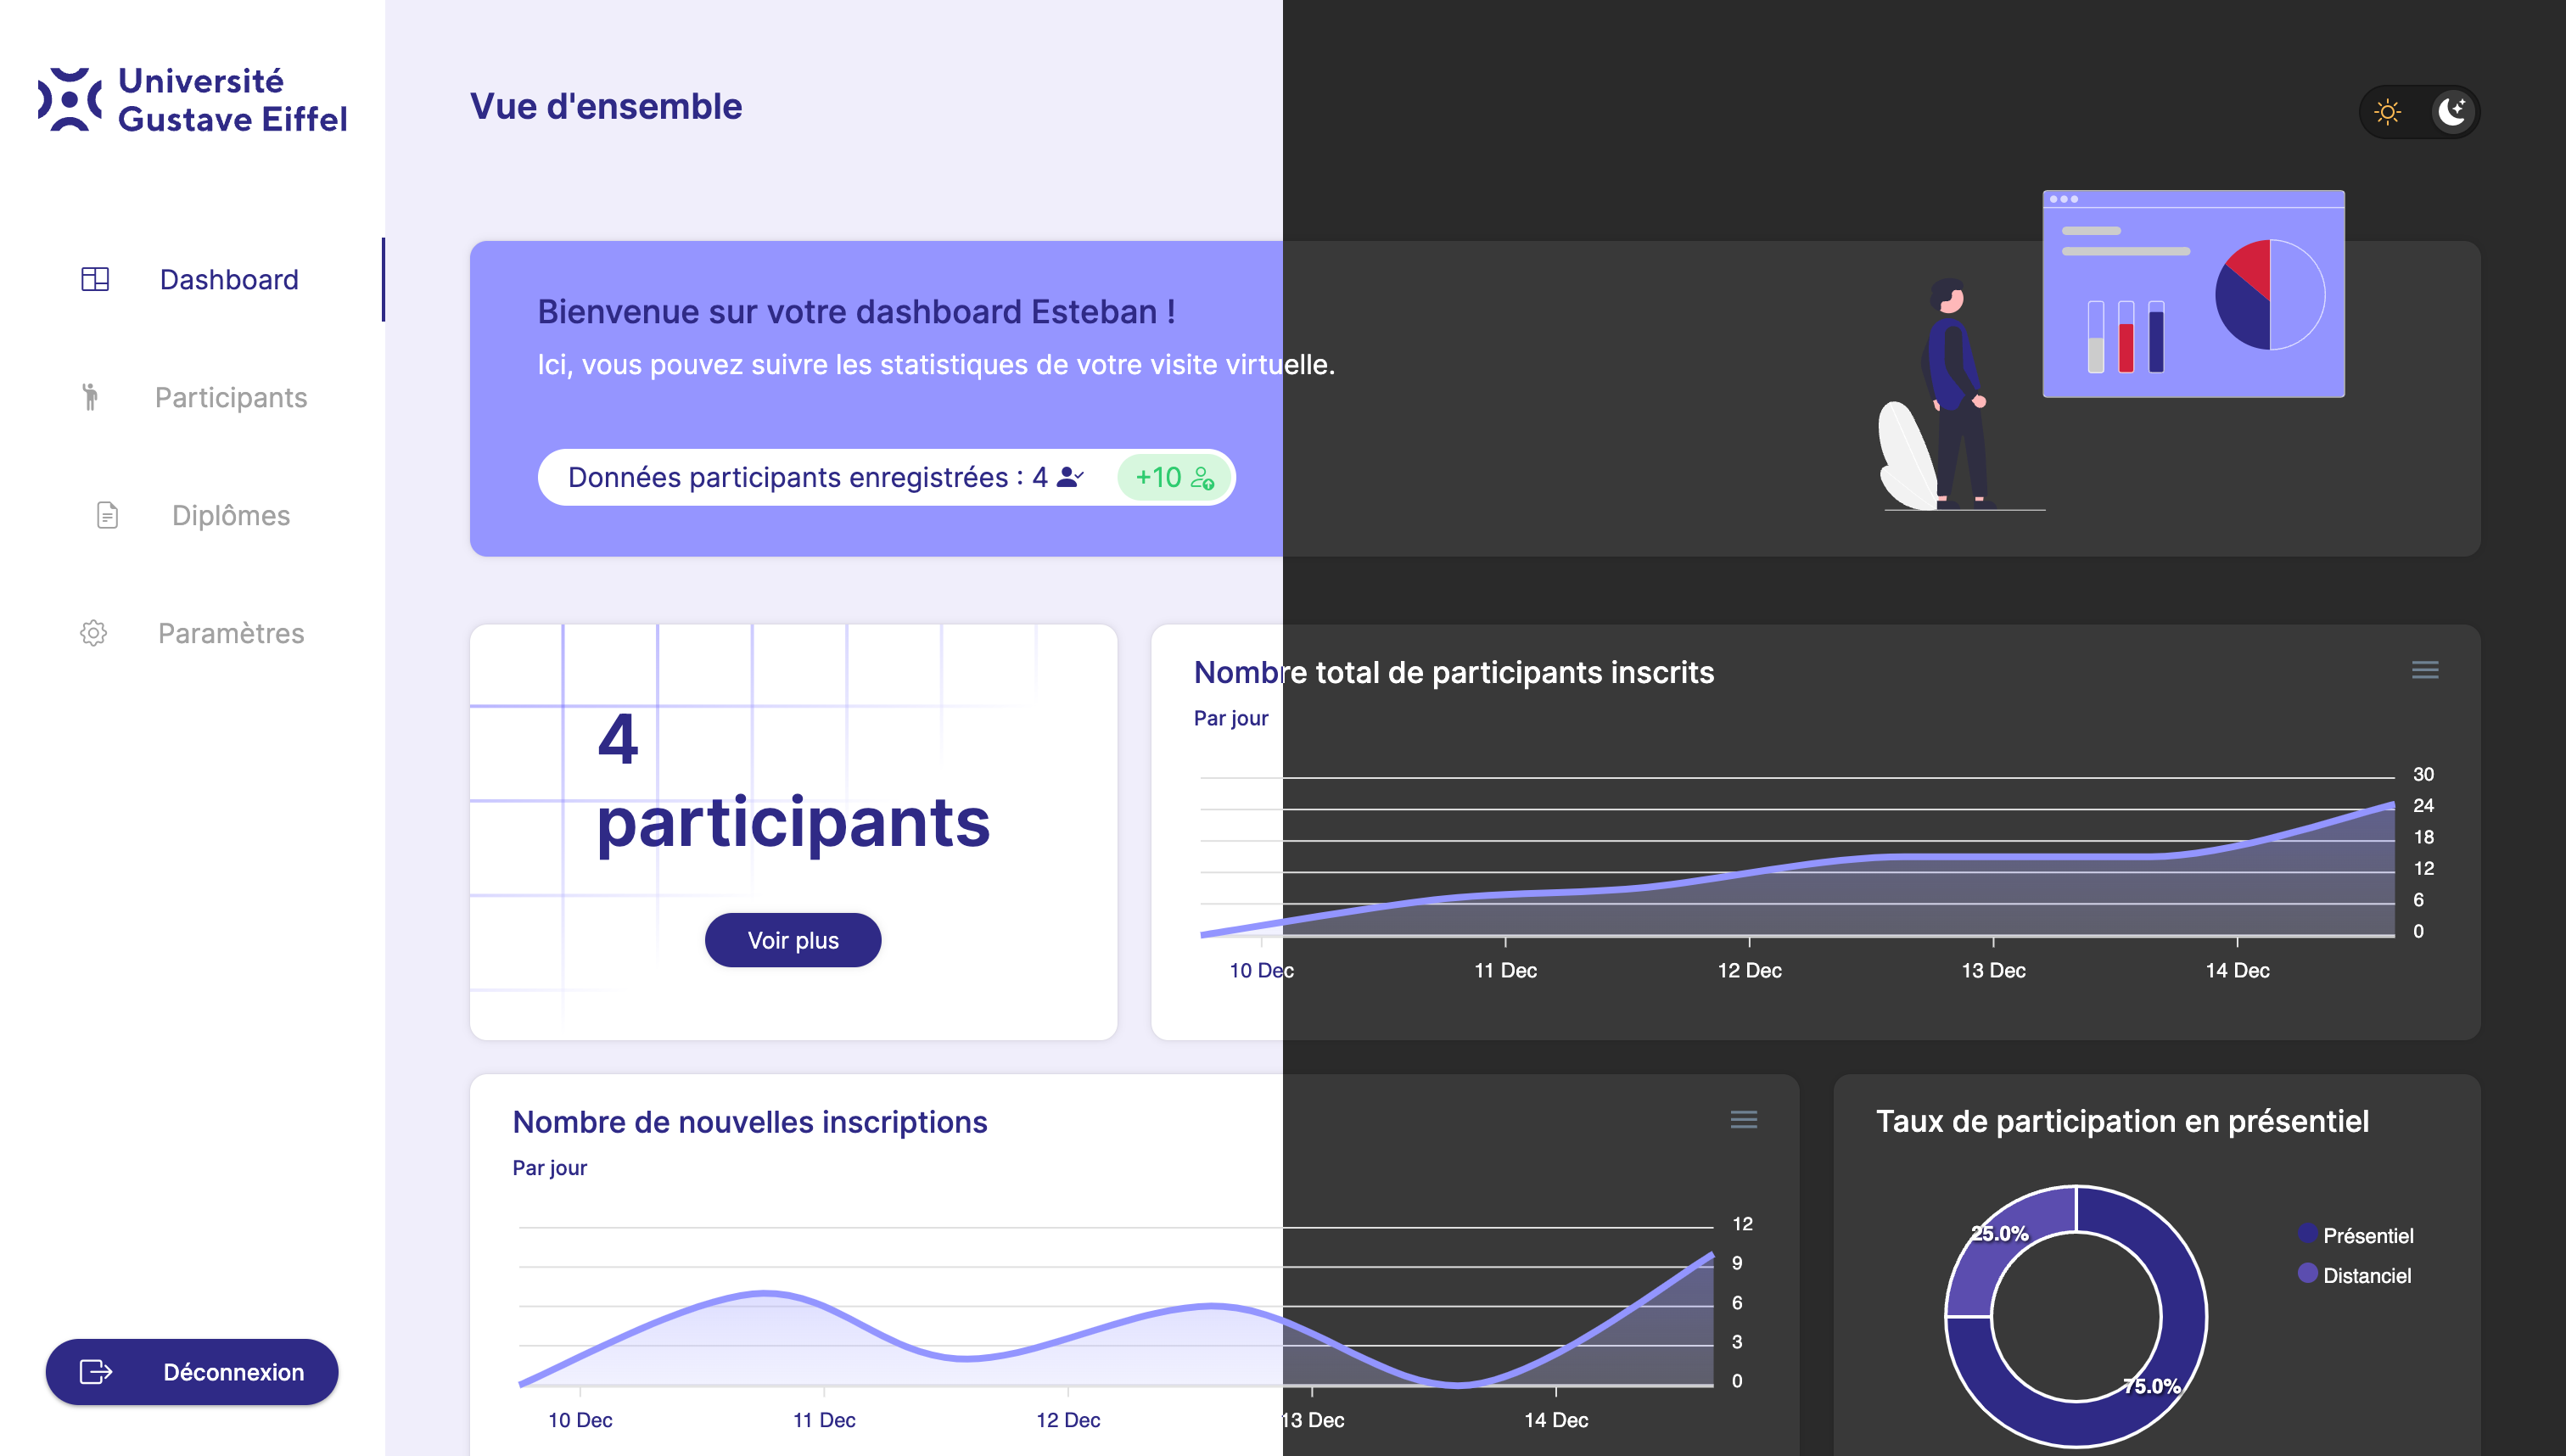 Université
Gustave Eiffel
Dashboard
Participants
Diplômes
Paramètres
Déconnexion
Vue d'ensemble
Bienvenue sur votre dashboard Esteban !
Ici, vous pouvez suivre les statistiques de votre visite virtuelle.
Données participants enregistrées : 4
+10
4
participants
Voir plus
Nombre total de participants inscrits
Par jour
30
24
18
12
6
0
10 Dec
11 Dec
12 Dec
13 Dec
14 Dec
Nombre de nouvelles inscriptions
Par jour
12
9
6
3
0
10 Dec
11 Dec
12 Dec
13 Dec
14 Dec
Taux de participation en présentiel
25.0%
75.0%
Présentiel
Distanciel